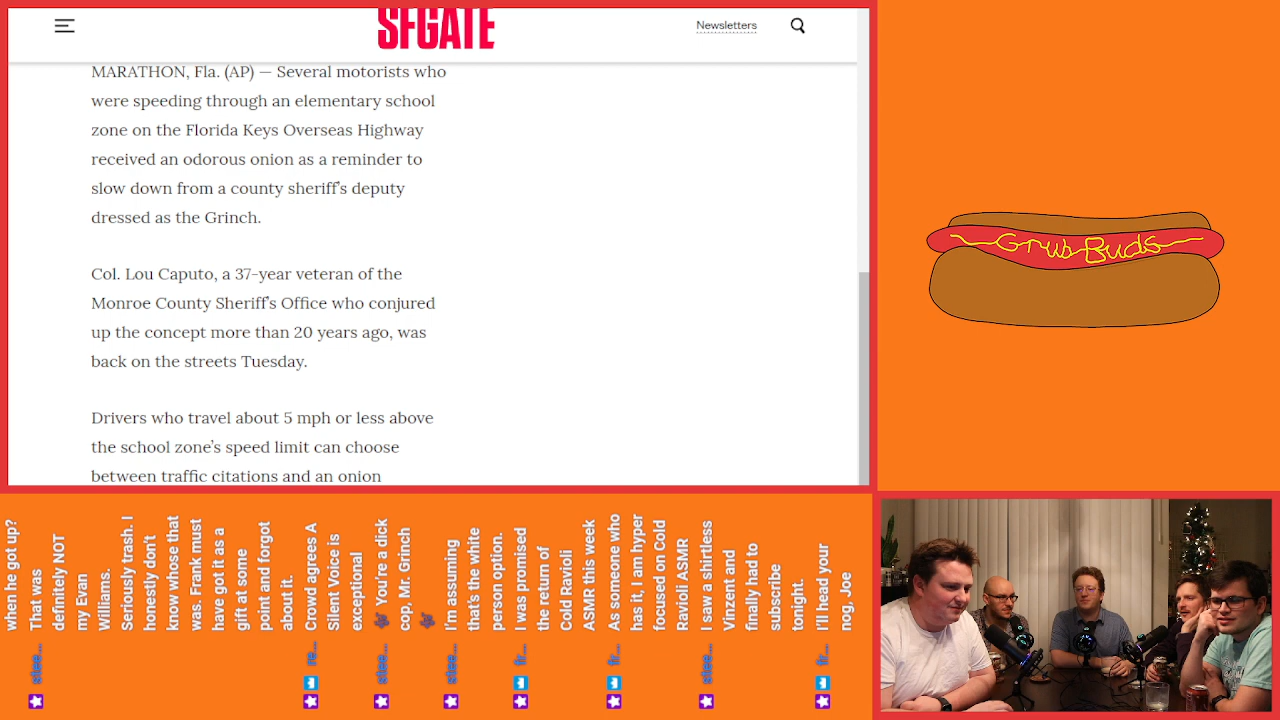 SFGATE
Newsletters
MARATHON, Fla. (AP) — Several motorists who
were speeding through an elementary school
zone on the Florida Keys Overseas Highway
received an odorous onion as a reminder to
slow down from a county sheriff's deputy
dressed as the Grinch.
Col. Lou Caputo, a 37-year veteran of the
Monroe County Sheriff's Office who conjured
up the concept more than 20 years ago, was
back on the streets Tuesday.
Drivers who travel about 5 mph or less above
the school zone's speed limit can choose
between traffic citations and an onion
Grub Buds
when he got up?
stee...
That was
definitely NOT
my Evan
Williams.
Seriously trash. I
honestly don't
know whose that
was. Frank must
have got it as a
gift at some
point and forgot
about it.
re...
Crowd agrees A
Silent Voice is
exceptional
stee...
You're a dick
cop, Mr. Grinch
stee...
I'm assuming
that's the white
person option.
fr...
I was promised
the return of
Cold Ravioli
ASMR this week
fr...
As someone who
has it, I am hyper
focused on Cold
Ravioli ASMR
stee...
I saw a shirtless
Vinzent and
finally had to
subscribe
tonight.
fr...
I'll head your
nog, Joe